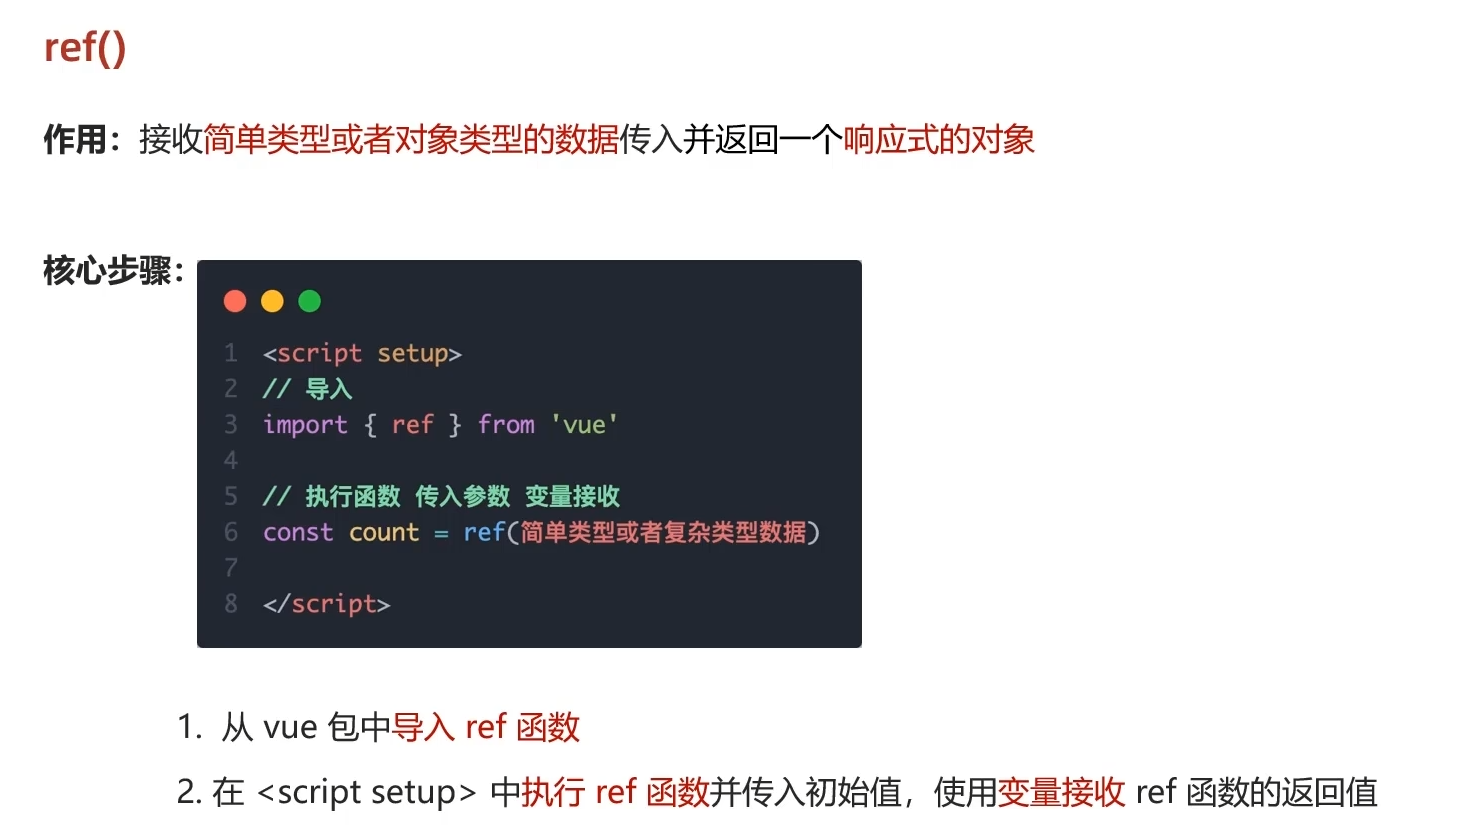 ref()
作用：接收简单类型或者对象类型的数据传入并返回一个响应式的对象
核心步骤：
1 <script setup>
2 // 导入
3 import { ref } from 'vue'
4
5 // 执行函数 传入参数 变量接收
6 const count = ref(简单类型或者复杂类型数据)
7
8 </script>
1. 从 vue 包中导入 ref 函数
2. 在 <script setup> 中执行 ref 函数并传入初始值，使用变量接收 ref 函数的返回值